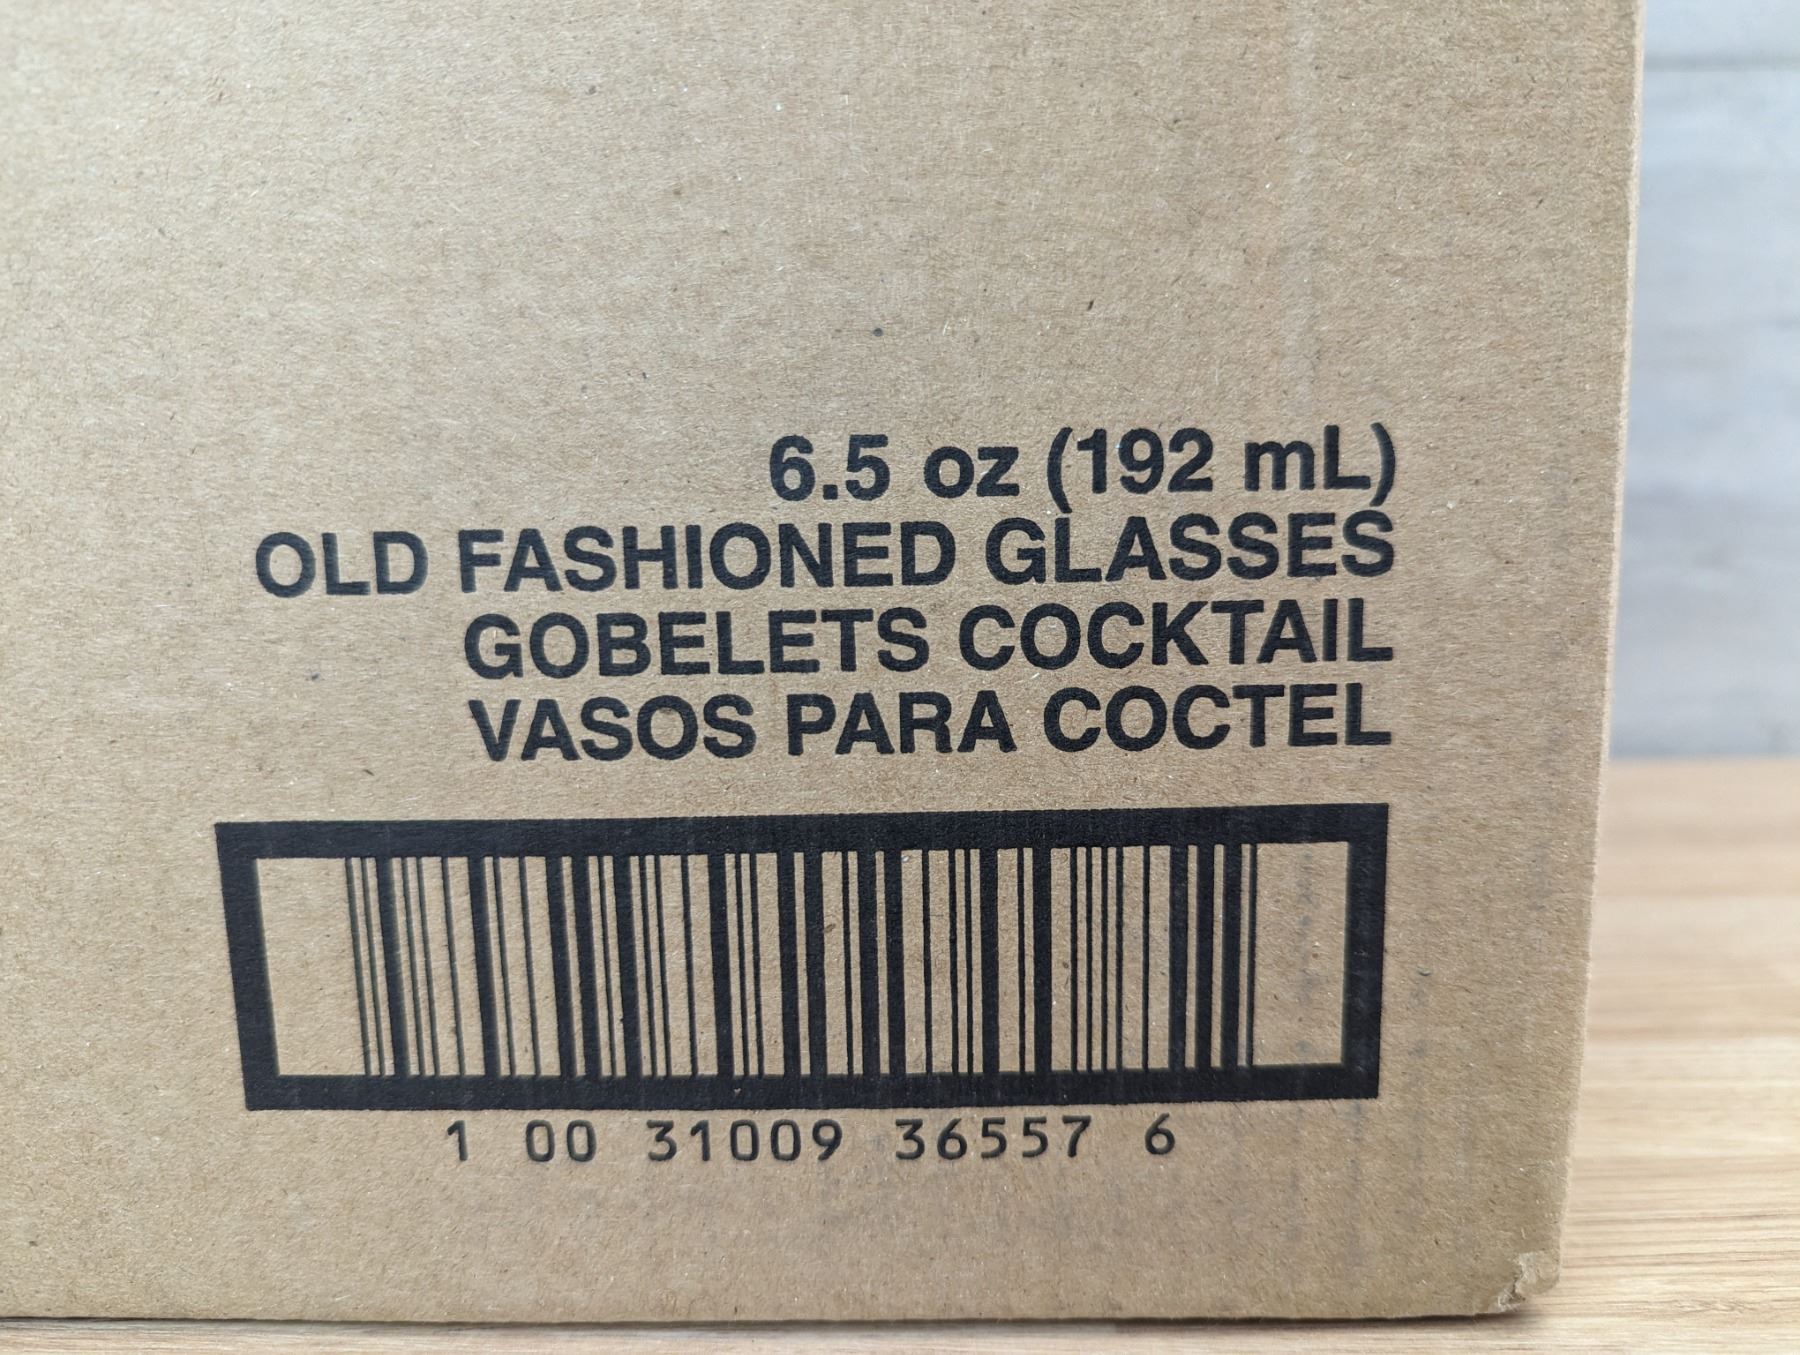 6.5 oz (192 mL)
OLD FASHIONED GLASSES
GOBELETS COCKTAIL
VASOS PARA COCTEL
1 00 31009 36557 6